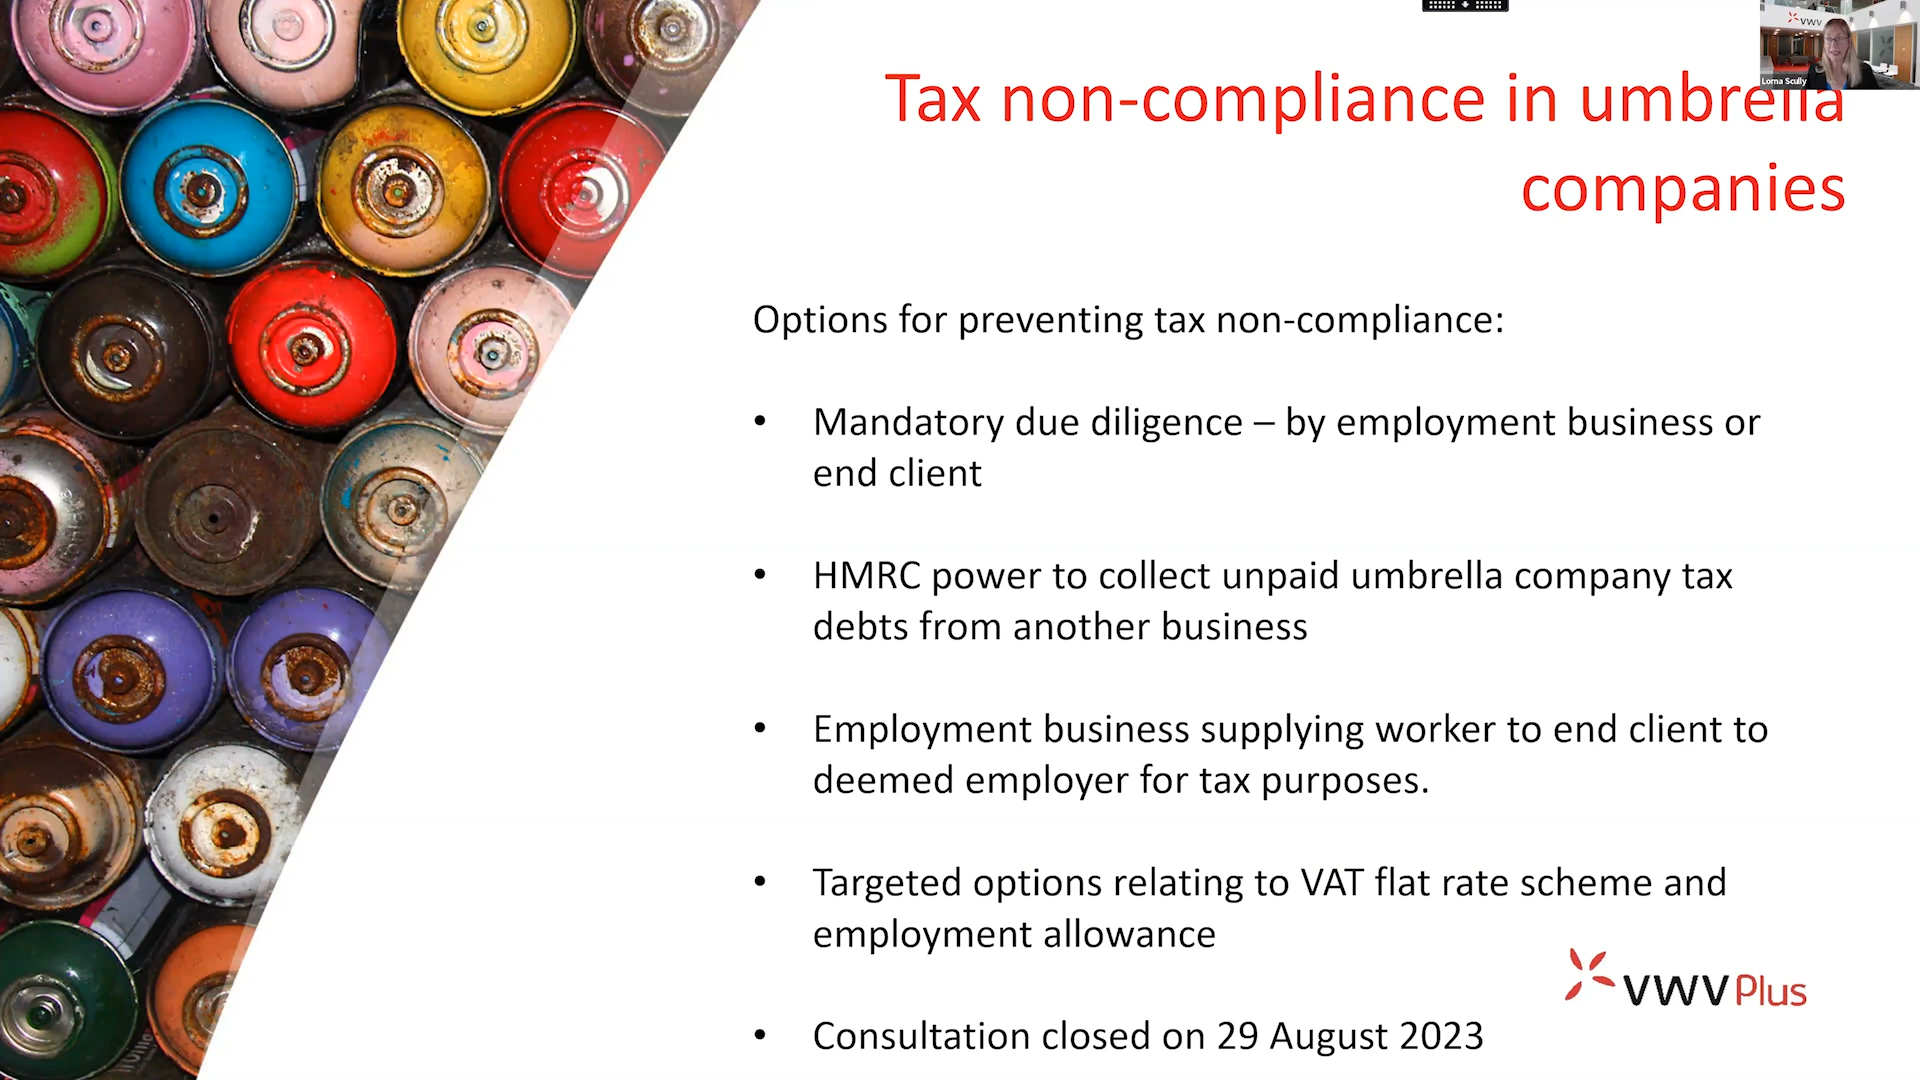 VWV
Lorna Scully
Tax non-compliance in umbrella
companies
Options for preventing tax non-compliance:
• Mandatory due diligence – by employment business or
end client
• HMRC power to collect unpaid umbrella company tax
debts from another business
• Employment business supplying worker to end client to
deemed employer for tax purposes.
• Targeted options relating to VAT flat rate scheme and
employment allowance
VWV Plus
• Consultation closed on 29 August 2023